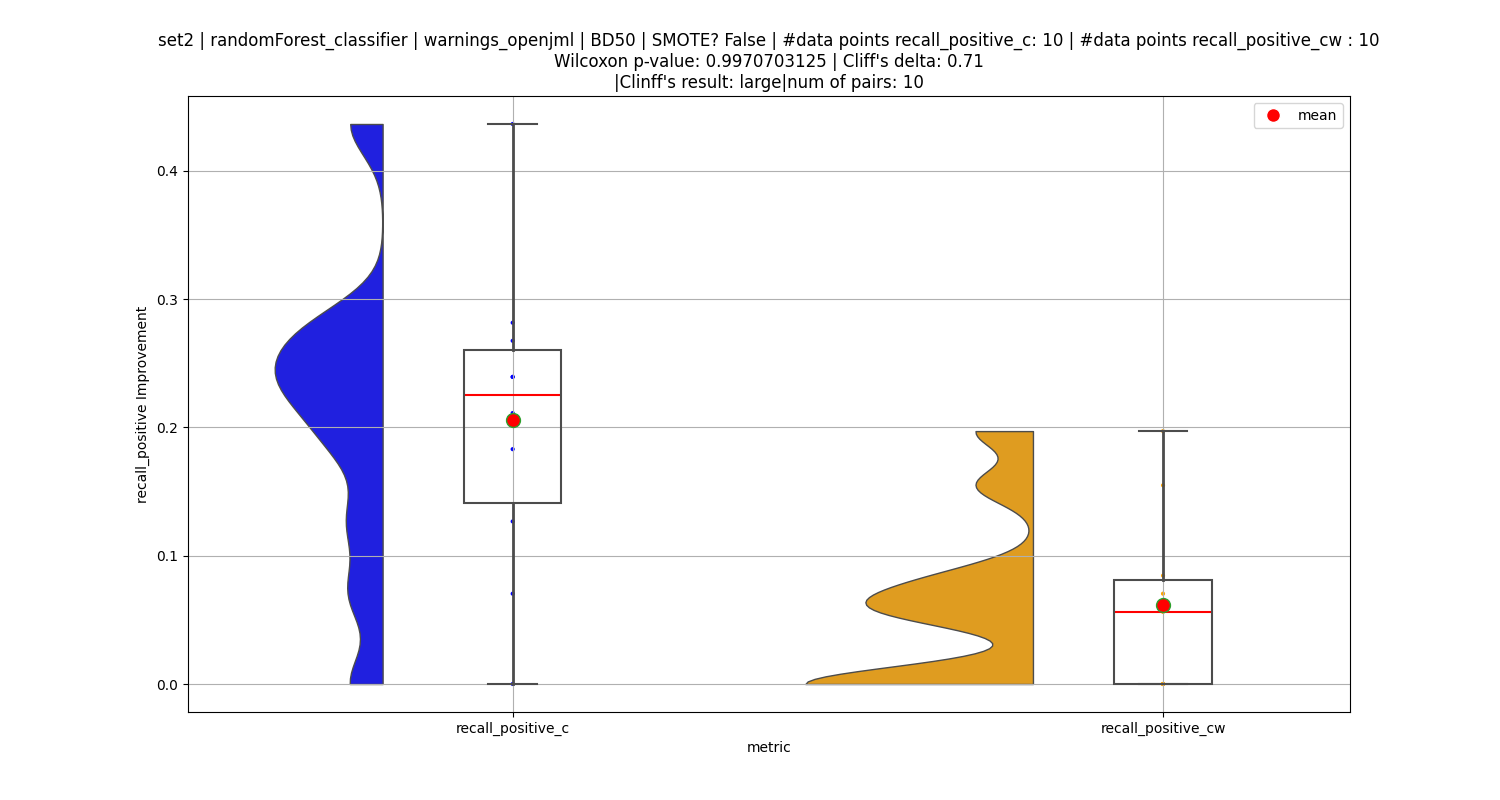 set2 | randomForest_classifier | warnings_openjml | BD50 | SMOTE? False | #data points recall_positive_c: 10 | #data points recall_positive_cw : 10
Wilcoxon p-value: 0.9970703125 | Cliff's delta: 0.71
|Clinff's result: large|num of pairs: 10
mean
recall_positive Improvement
0.4
0.3
0.2
0.1
0.0
recall_positive_c
recall_positive_cw
metric